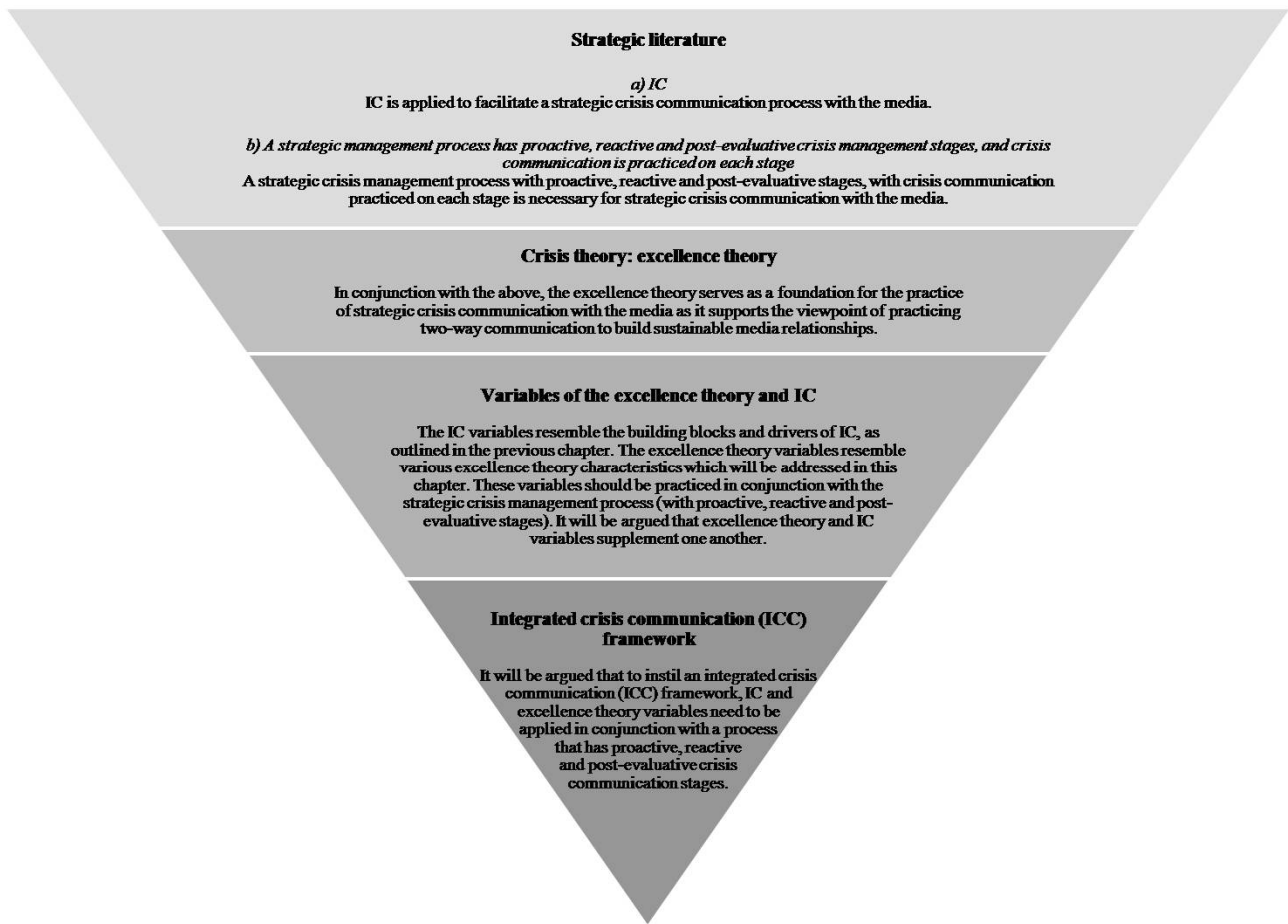 Strategic literature
a) IC
IC is applied to facilitate a strategic crisis communication process with the media.
b) A strategic management process has proactive, reactive and post-evaluative crisis management stages, and crisis
communication is practiced on each stage
A strategic crisis management process with proactive, reactive and post-evaluative stages, with crisis communication
practiced on each stage is necessary for strategic crisis communication with the media.
Crisis theory: excellence theory
In conjunction with the above, the excellence theory serves as a foundation for the practice
of strategic crisis communication with the media as it supports the viewpoint of practicing
two-way communication to build sustainable media relationships.
Variables of the excellence theory and IC
The IC variables resemble the building blocks and drivers of IC, as
outlined in the previous chapter. The excellence theory variables resemble
various excellence theory characteristics which will be addressed in this
chapter. These variables should be practiced in conjunction with the
strategic crisis management process (with proactive, reactive and post-
evaluative stages). It will be argued that excellence theory and IC
variables supplement one another.
Integrated crisis communication (ICC)
framework
It will be argued that to instil an integrated crisis
communication (ICC) framework, IC and
excellence theory variables need to be
applied in conjunction with a process
that has proactive, reactive
and post-evaluative crisis
communication stages.